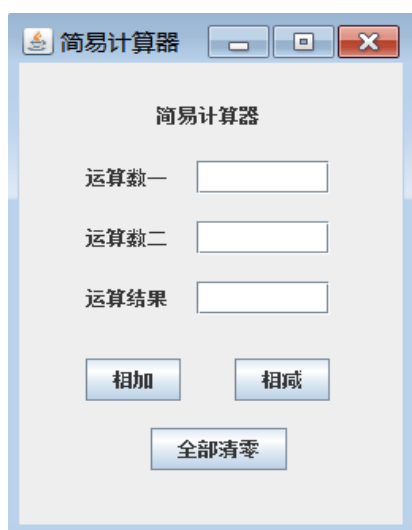 简易计算器
简易计算器
运算数一
运算数二
运算结果
相加 相减
全部清零